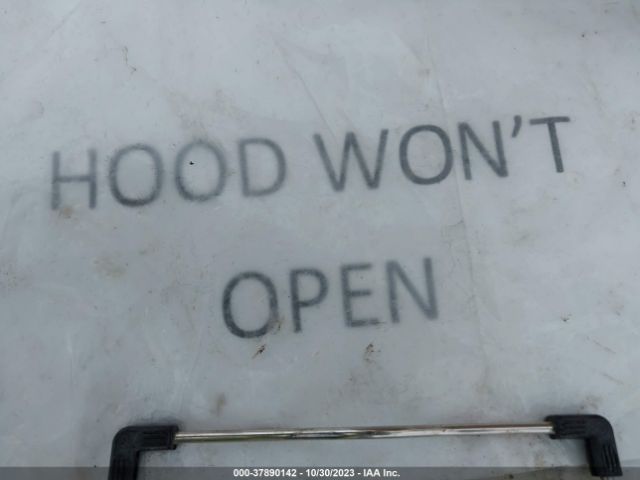 HOOD WON'T
OPEN
000-37890142 - 10/30/2023 - IAA Inc.